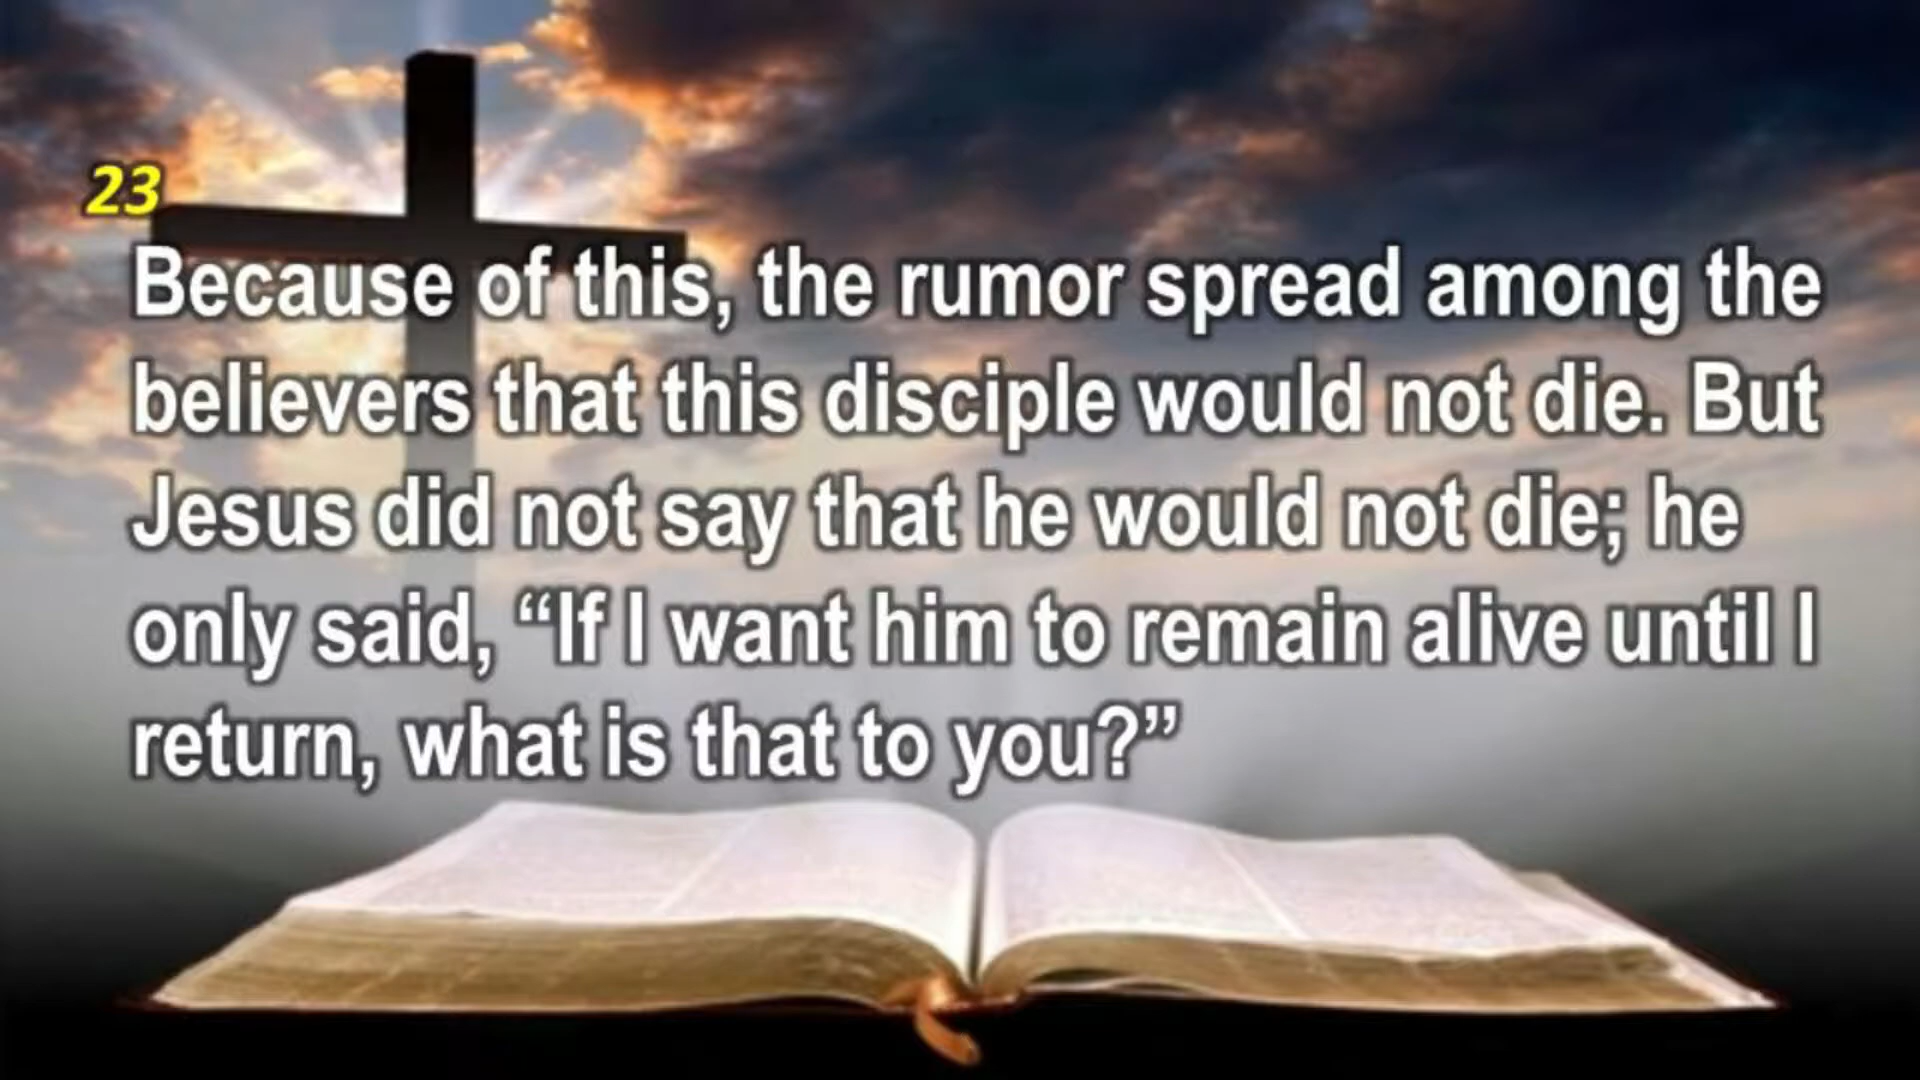 23
Because of this, the rumor spread among the
believers that this disciple would not die. But
Jesus did not say that he would not die; he
only said, “If I want him to remain alive until I
return, what is that to you?”